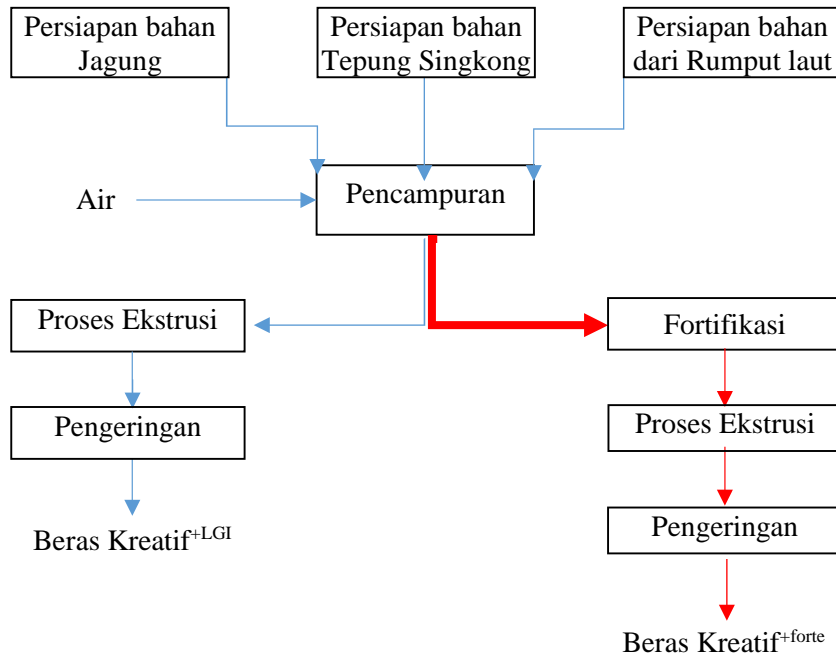 Persiapan bahan
Jagung
Persiapan bahan
Tepung Singkong
Persiapan bahan
dari Rumput laut
Air
Pencampuran
Proses Ekstrusi
Pengeringan
Beras Kreatif+LGI
Fortifikasi
Proses Ekstrusi
Pengeringan
Beras Kreatif+forte